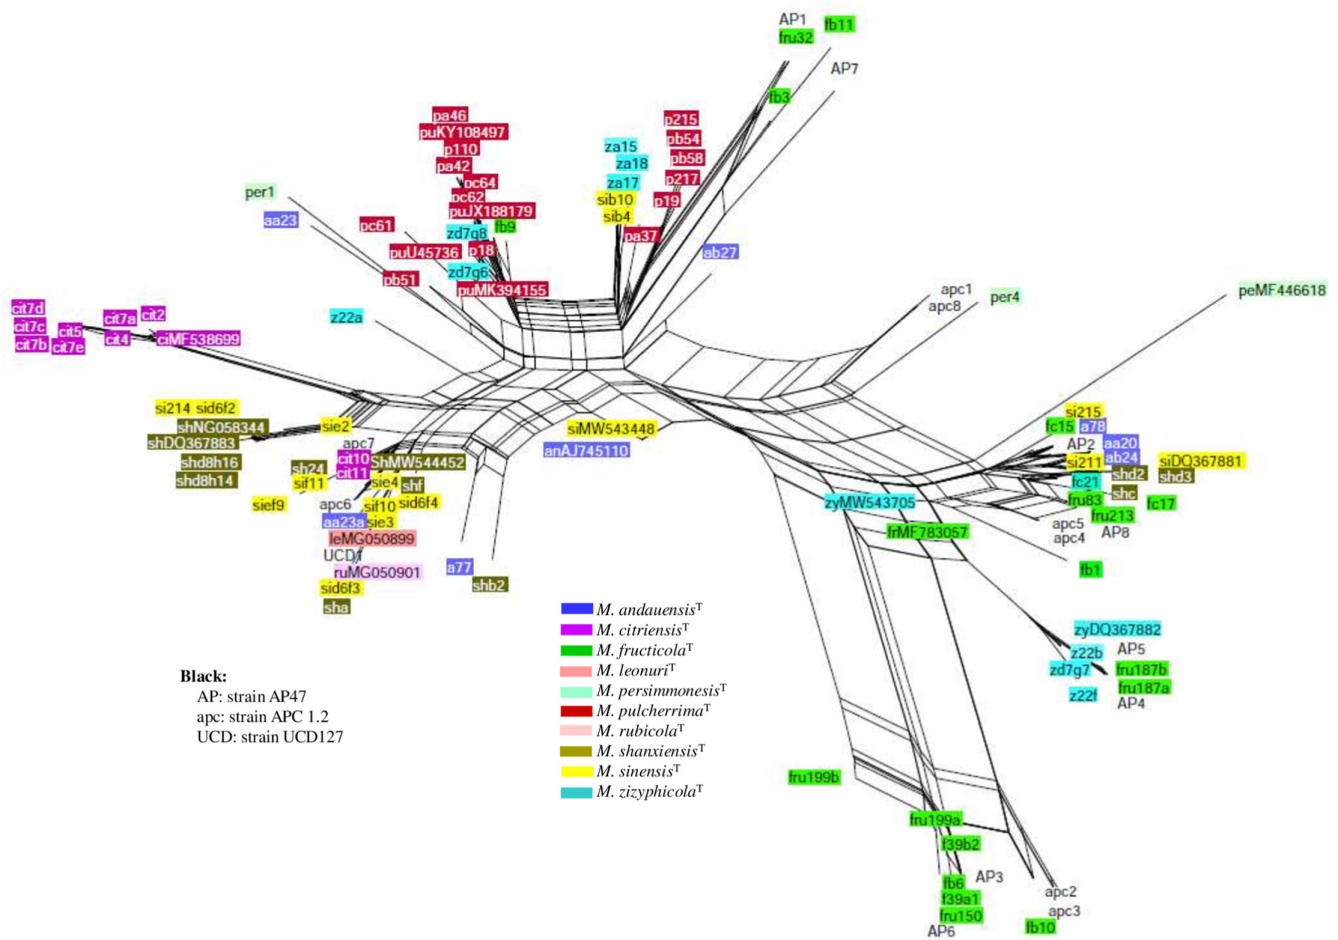 AP1
fb11
fru32
AP7
fb3
pa46
puKY108497
p110
pa42
pc64
pc62
puJX188179
zd7g8
fb9
pc61
puU45736
p18
zd7g6
pb51
puMK394155
per1
aa23
z22a
za15
za18
za17
sib10
sib4
p215
pb54
pb58
p217
p19
pa37
ab27
apc1
apc8
per4
peMF446618
cit7d
cit7a
cit2
cit7c
cit5
cit4
ciMF538699
cit7b
cit7e
si214
sid6f2
shNG058344
sie2
shDQ367883
shd8h16
shd8h14
apc7
cit10
ShMW544452
cit11
sh24
sif11
sie4
shf
sief9
apc6
sif10
sid6f4
aa23a
sie3
leMG050899
UCD1
ruMG050901
sid6f3
sha
a77
shb2
siMW543448
anAJ745110
si215
fc15
a78
AP2
aa20
ab24
si211
siDQ367881
shd2
shd3
fc21
shc
fru83
fc17
fru213
apc5
AP8
apc4
fb1
zyMW543705
frMF783057
zyDQ367882
z22b
AP5
zd7g7
fru187b
fru187a
z22f
AP4
fru199b
fru199a
f39b2
AP3
fb6
f39a1
fru150
AP6
apc2
apc3
fb10
M. andauensisᵀ
M. citriensisᵀ
M. fructicolaᵀ
M. leonuriᵀ
M. persimmonesisᵀ
M. pulcherrimaᵀ
M. rubicolaᵀ
M. shanxiensisᵀ
M. sinensisᵀ
M. zizyphicolaᵀ
Black:
AP: strain AP47
apc: strain APC 1.2
UCD: strain UCD127